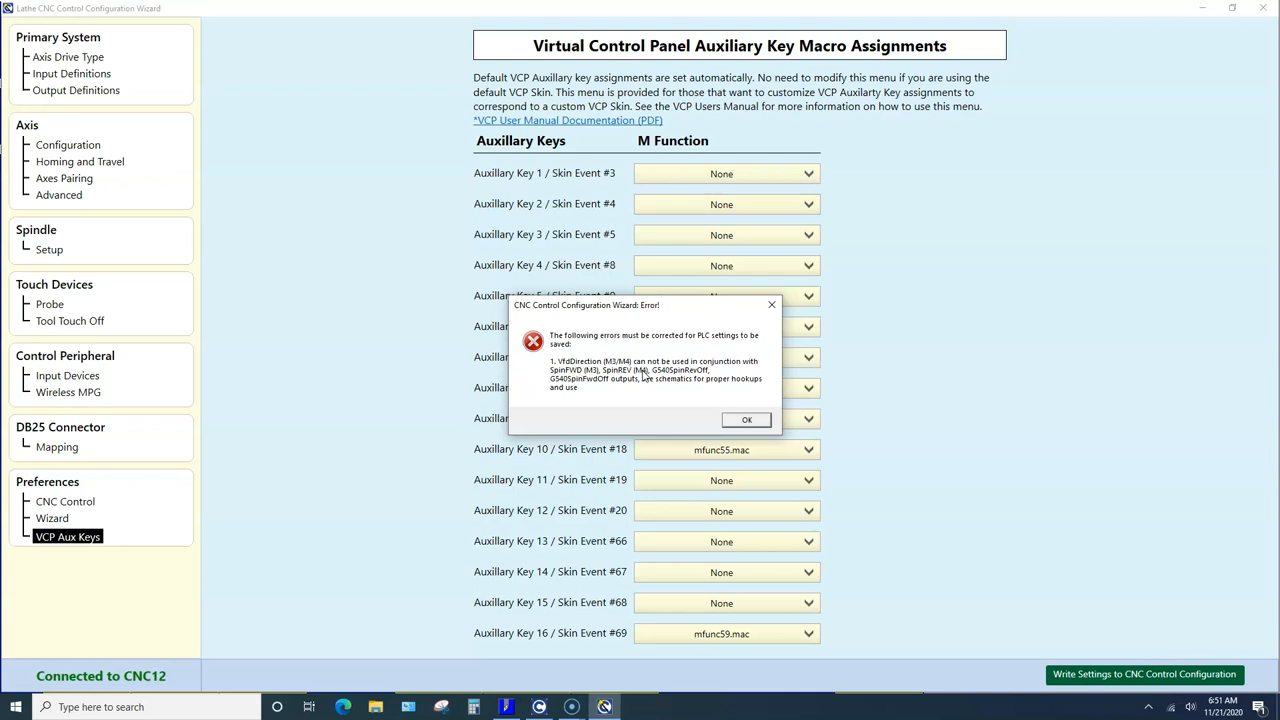 Lathe CNC Control Configuration Wizard
Primary System
Axis Drive Type
Input Definitions
Output Definitions
Axis
Configuration
Homing and Travel
Axes Pairing
Advanced
Spindle
Setup
Touch Devices
Probe
Tool Touch Off
Control Peripheral
Input Devices
Wireless MPG
DB25 Connector
Mapping
Preferences
CNC Control
Wizard
VCP Aux Keys
Connected to CNC12
Virtual Control Panel Auxiliary Key Macro Assignments
Default VCP Auxillary key assignments are set automatically. No need to modify this menu if you are using the
default VCP Skin. This menu is provided for those that want to customize VCP Auxilarty Key assignments to
correspond to a custom VCP Skin. See the VCP Users Manual for more information on how to use this menu.
*VCP User Manual Documentation (PDF)
Auxillary Keys M Function
Auxillary Key 1 / Skin Event #3 None
Auxillary Key 2 / Skin Event #4 None
Auxillary Key 3 / Skin Event #5 None
Auxillary Key 4 / Skin Event #8 None
CNC Control Configuration Wizard: Error!
The following errors must be corrected for PLC settings to be
saved:
1. VfdDirection (M3/M4) can not be used in conjunction with
SpinFWD (M3), SpinREV (M4), G540SpinRevOff,
G540SpinFwdOff outputs, schematics for proper hookups
and use
OK
Auxillary Key 10 / Skin Event #18 mfunc55.mac
Auxillary Key 11 / Skin Event #19 None
Auxillary Key 12 / Skin Event #20 None
Auxillary Key 13 / Skin Event #66 None
Auxillary Key 14 / Skin Event #67 None
Auxillary Key 15 / Skin Event #68 None
Auxillary Key 16 / Skin Event #69 mfunc59.mac
Write Settings to CNC Control Configuration
Type here to search
6:51 AM
11/21/2020